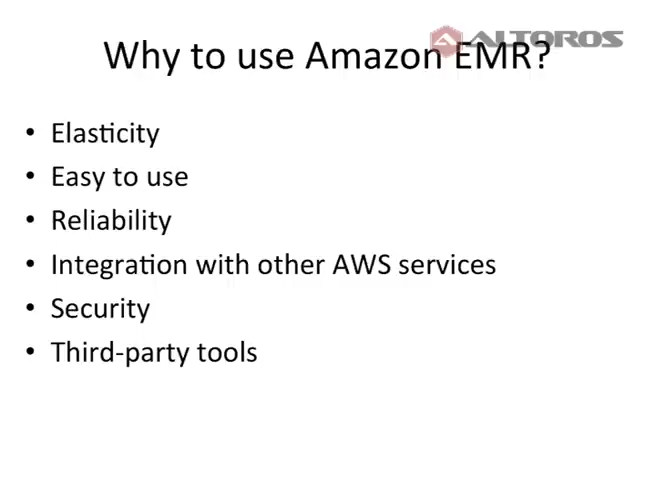 ALTOROS
Why to use Amazon EMR?
• Elasticity
• Easy to use
• Reliability
• Integration with other AWS services
• Security
• Third-party tools